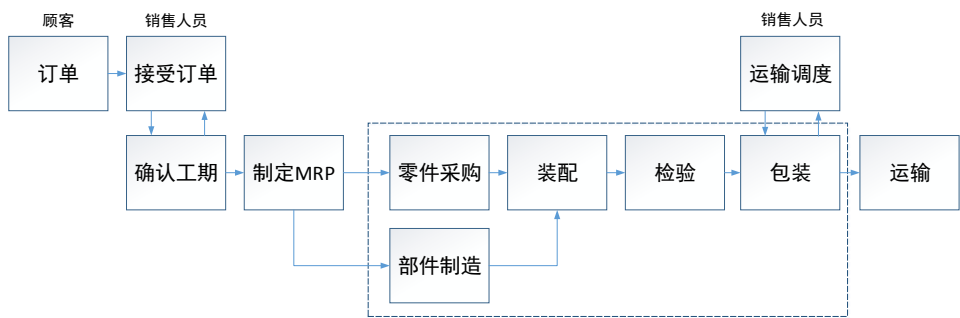 顾客
销售人员
销售人员
订单
接受订单
运输调度
确认工期
制定MRP
零件采购
装配
检验
包装
运输
部件制造